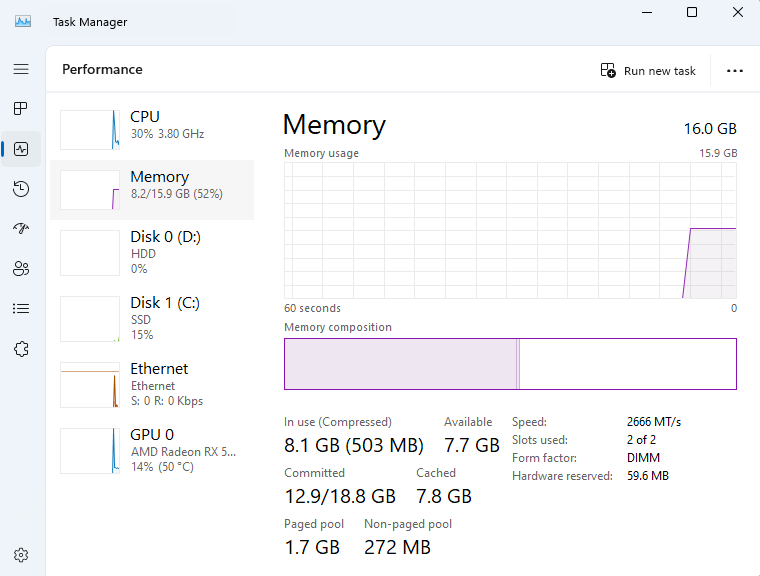 Task Manager
Performance
Run new task
CPU
30% 3.80 GHz
Memory
8.2/15.9 GB (52%)
Disk 0 (D:)
HDD
0%
Disk 1 (C:)
SSD
15%
Ethernet
Ethernet
S: 0 R: 0 Kbps
GPU 0
AMD Radeon RX 5...
14% (50 °C)
Memory
16.0 GB
Memory usage
15.9 GB
60 seconds
0
Memory composition
In use (Compressed)
8.1 GB (503 MB)
Available
7.7 GB
Committed
12.9/18.8 GB
Cached
7.8 GB
Paged pool
1.7 GB
Non-paged pool
272 MB
Speed: 2666 MT/s
Slots used: 2 of 2
Form factor: DIMM
Hardware reserved: 59.6 MB